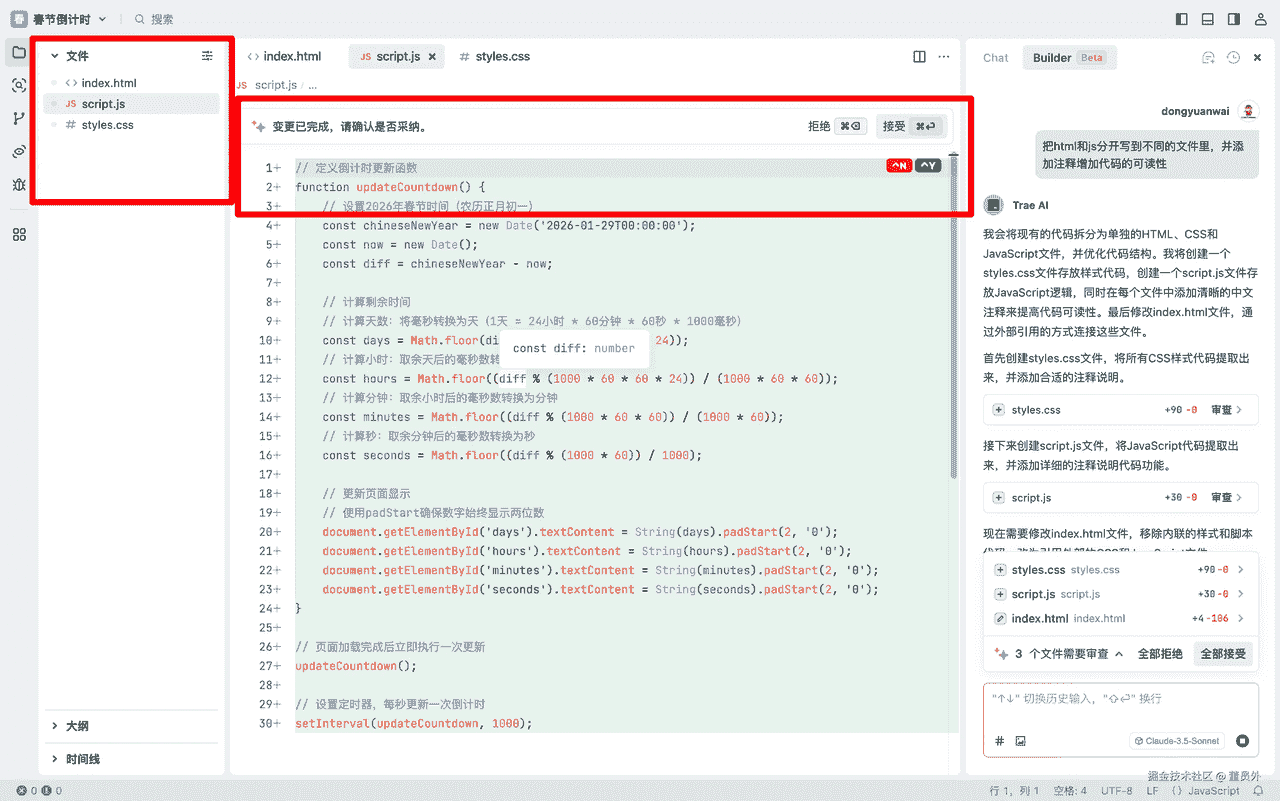 春 春节倒计时
搜索
文件
index.html
JS script.js
# styles.css
大纲
时间线
index.html
JS script.js
# styles.css
JS script.js / ...
变更已完成，请确认是否采纳。
拒绝
接受
^N ^Y
1+ // 定义倒计时更新函数
2+ function updateCountdown() {
3+ // 设置2026年春节时间（农历正月初一）
4+ const chineseNewYear = new Date('2026-01-29T00:00:00');
5+ const now = new Date();
6+ const diff = chineseNewYear - now;
7+
8+ // 计算剩余时间
9+ // 计算天数：将毫秒转换为天（1天 = 24小时 * 60分钟 * 60秒 * 1000毫秒）
10+ const days = Math.floor(di 24));
const diff: number
11+ // 计算小时：取余天后的毫秒数转
12+ const hours = Math.floor((diff % (1000 * 60 * 60 * 24)) / (1000 * 60 * 60));
13+ // 计算分钟：取余小时后的毫秒数转换为分钟
14+ const minutes = Math.floor((diff % (1000 * 60 * 60)) / (1000 * 60));
15+ // 计算秒：取余分钟后的毫秒数转换为秒
16+ const seconds = Math.floor((diff % (1000 * 60)) / 1000);
17+
18+ // 更新页面显示
19+ // 使用padStart确保数字始终显示两位数
20+ document.getElementById('days').textContent = String(days).padStart(2, '0');
21+ document.getElementById('hours').textContent = String(hours).padStart(2, '0');
22+ document.getElementById('minutes').textContent = String(minutes).padStart(2, '0');
23+ document.getElementById('seconds').textContent = String(seconds).padStart(2, '0');
24+ }
25+
26+ // 页面加载完成后立即执行一次更新
27+ updateCountdown();
28+
29+ // 设置定时器，每秒更新一次倒计时
30+ setInterval(updateCountdown, 1000);
Chat
Builder Beta
dongyuanwai
把html和js分开写到不同的文件里，并添
加注释增加代码的可读性
Trae AI
我会将现有的代码拆分为单独的HTML、CSS和
JavaScript文件，并优化代码结构。我将创建一个
styles.css文件存放样式代码，创建一个script.js文件存
放JavaScript逻辑，同时在每个文件中添加清晰的中文
注释来提高代码可读性。最后修改index.html文件，通
过外部引用的方式连接这些文件。
首先创建styles.css文件，将所有CSS样式代码提取出
来，并添加合适的注释说明。
styles.css +90 -0 审查
接下来创建script.js文件，将JavaScript代码提取出
来，并添加详细的注释说明代码功能。
script.js +30 -0 审查
现在需要修改index.html文件，移除内联的样式和脚本
styles.css styles.css +90 -0
script.js script.js +30 -0
index.html index.html +4 -106
3 个文件需要审查 全部拒绝 全部接受
"↑↓" 切换历史输入，"⇧⏎" 换行
#
Claude-3.5-Sonnet
掘金技术社区 @ 董员外
0 0
行 1，列 1 空格: 4 UTF-8 LF JavaScript